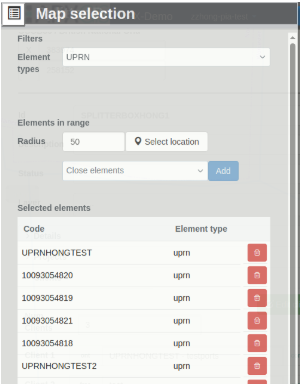 Map selection
Filters
Element types UPRN
Elements in range
Radius 50 Select location
Close elements Add
Selected elements
Code Element type
UPRNHONGTEST uprn
10093054820 uprn
10093054819 uprn
10093054821 uprn
10093054818 uprn
UPRNHONGTEST2 uprn